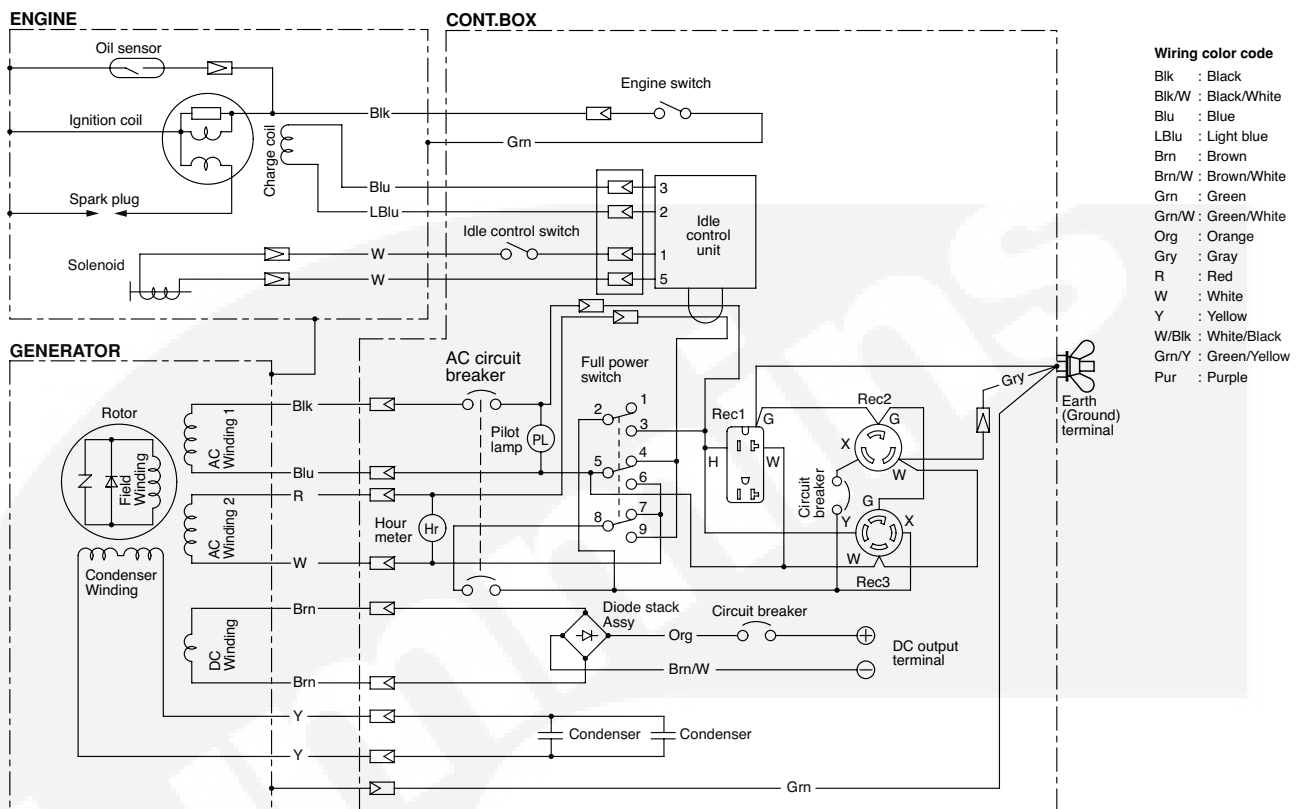 ENGINE
CONT.BOX
Oil sensor
Ignition coil
Charge coil
Spark plug
Solenoid
Blk
Grn
Blu
LBlu
W
W
Engine switch
Idle control switch
3
2
1
5
Idle
control
unit
Wiring color code
Blk : Black
Blk/W : Black/White
Blu : Blue
LBlu : Light blue
Brn : Brown
Brn/W : Brown/White
Grn : Green
Grn/W : Green/White
Org : Orange
Gry : Gray
R : Red
W : White
Y : Yellow
W/Blk : White/Black
Grn/Y : Green/Yellow
Pur : Purple
GENERATOR
Rotor
Field
Winding
AC
Winding 1
AC
Winding 2
Condenser
Winding
DC
Winding
Blk
Blu
R
W
Brn
Brn
Y
Y
AC circuit
breaker
Pilot
lamp
PL
Hour
meter
Hr
Full power
switch
1
2
3
4
5
6
7
8
9
Rec1
G
H
W
Rec2
G
X
W
Circuit
breaker
G
Y
X
W
Rec3
Gry
Earth
(Ground)
terminal
Diode stack
Assy
Circuit breaker
Org
Brn/W
+
−
DC output
terminal
Condenser
Condenser
Grn
mmins